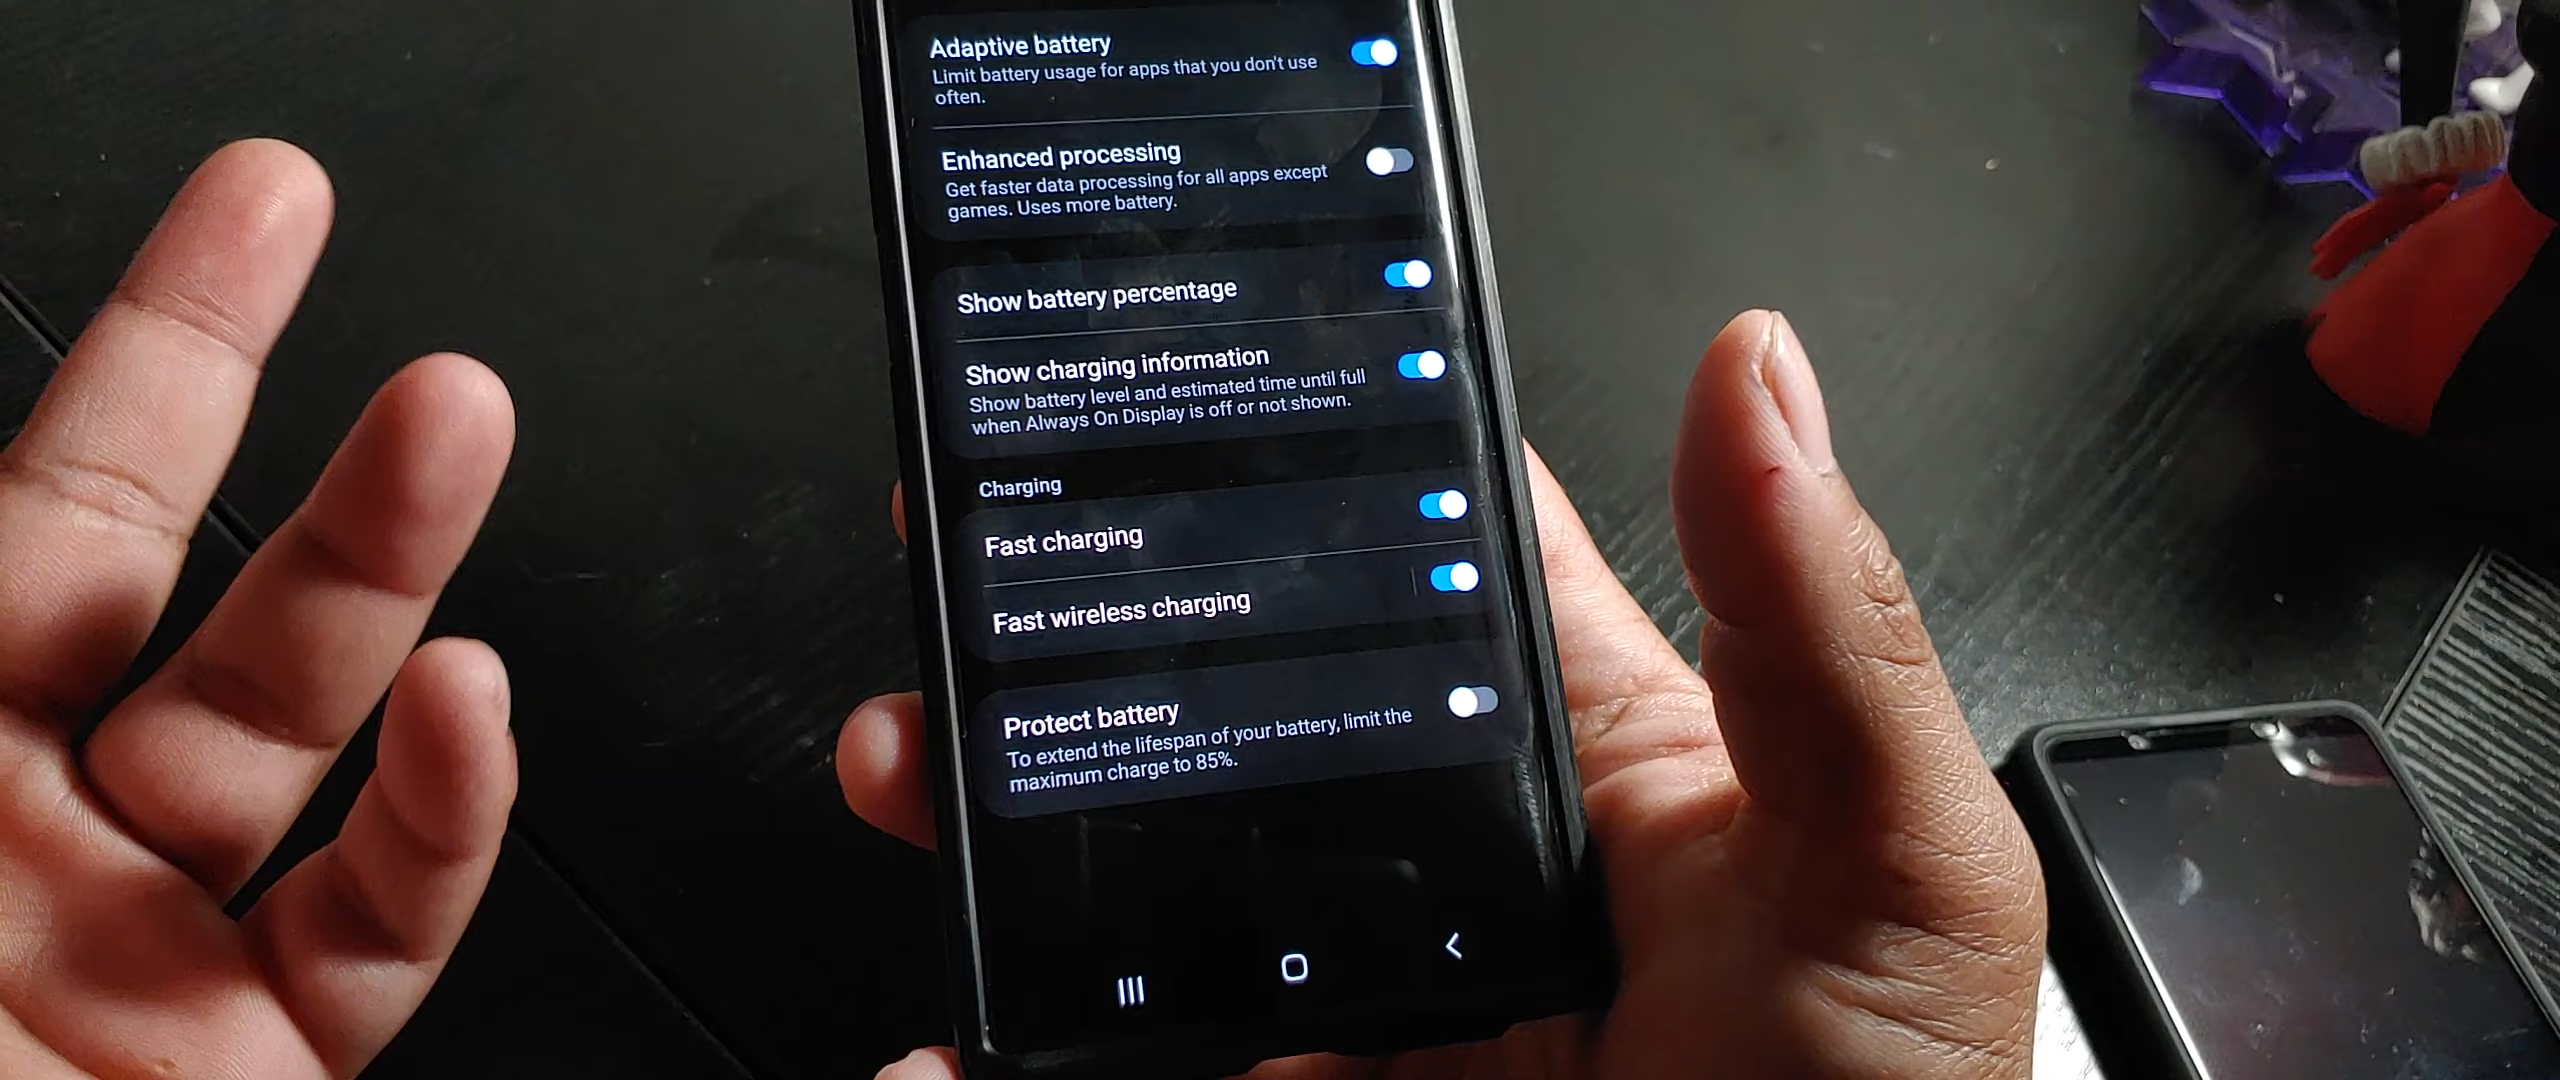 Adaptive battery
Limit battery usage for apps that you don't use
often.
Enhanced processing
Get faster data processing for all apps except
games. Uses more battery.
Show battery percentage
Show charging information
Show battery level and estimated time until full
when Always On Display is off or not shown.
Charging
Fast charging
Fast wireless charging
Protect battery
To extend the lifespan of your battery, limit the
maximum charge to 85%.